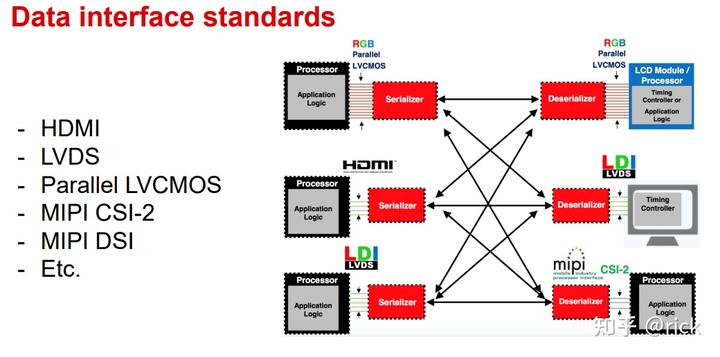 Data interface standards
- HDMI
- LVDS
- Parallel LVCMOS
- MIPI CSI-2
- MIPI DSI
- Etc.
RGB
Parallel
LVCMOS
Processor
Application
Logic
Serializer
RGB
Parallel
LVCMOS
Deserializer
LCD Module /
Processor
Timing
Controller or
Application
Logic
HDMI
Processor
Application
Logic
Serializer
LDI
LVDS
Deserializer
Timing
Controller
LDI
LVDS
Processor
Application
Logic
Serializer
mipi
mobile industry
processor interface
CSI-2
Deserializer
Processor
Application
Logic
知乎 @rick